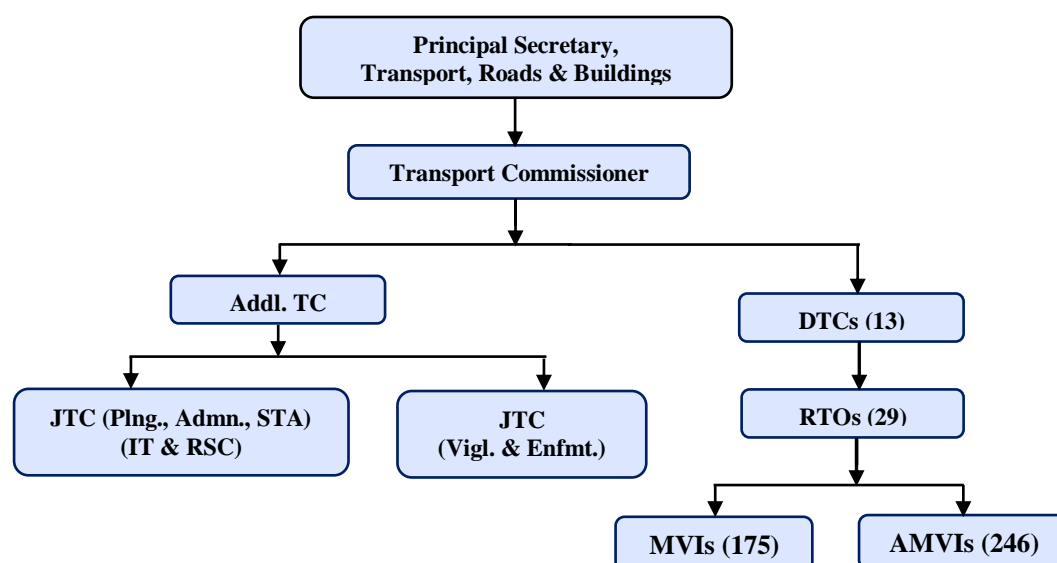 Principal Secretary,
Transport, Roads & Buildings
Transport Commissioner
Addl. TC
DTCs (13)
JTC (Plng., Admn., STA)
(IT & RSC)
JTC
(Vigl. & Enfmt.)
RTOs (29)
MVIs (175)
AMVIs (246)